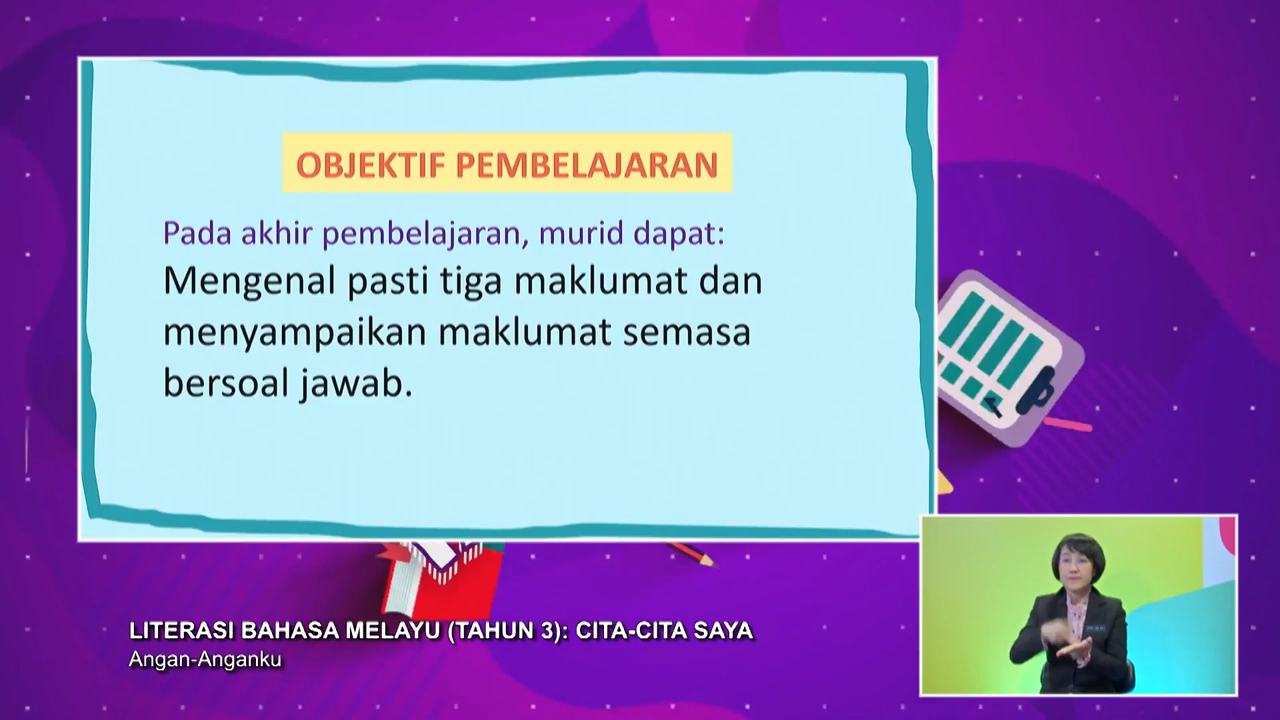 OBJEKTIF PEMBELAJARAN
Pada akhir pembelajaran, murid dapat:
Mengenal pasti tiga maklumat dan
menyampaikan maklumat semasa
bersoal jawab.
LITERASI BAHASA MELAYU (TAHUN 3): CITA-CITA SAYA
Angan-Anganku